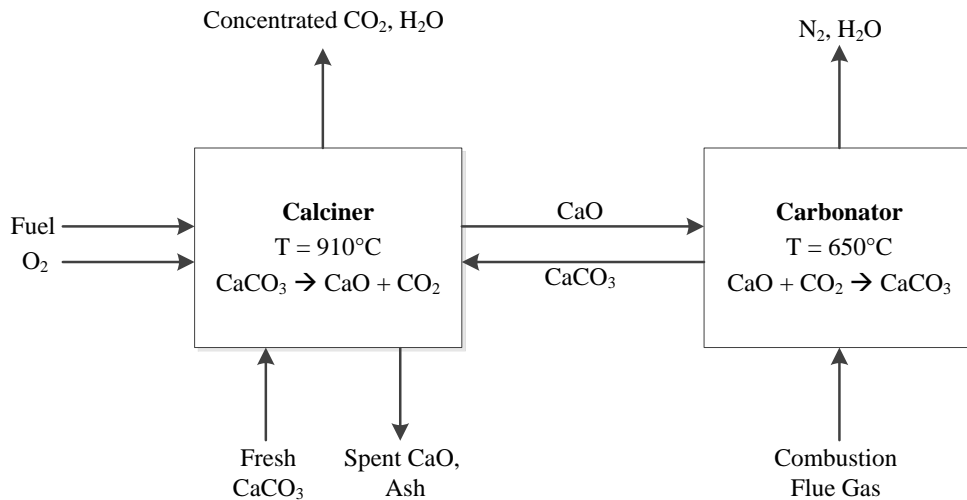 Concentrated CO₂, H₂O
N₂, H₂O
Fuel
O₂
Calciner
T = 910°C
CaCO₃ → CaO + CO₂
CaO
CaCO₃
Carbonator
T = 650°C
CaO + CO₂ → CaCO₃
Fresh
CaCO₃
Spent CaO,
Ash
Combustion
Flue Gas